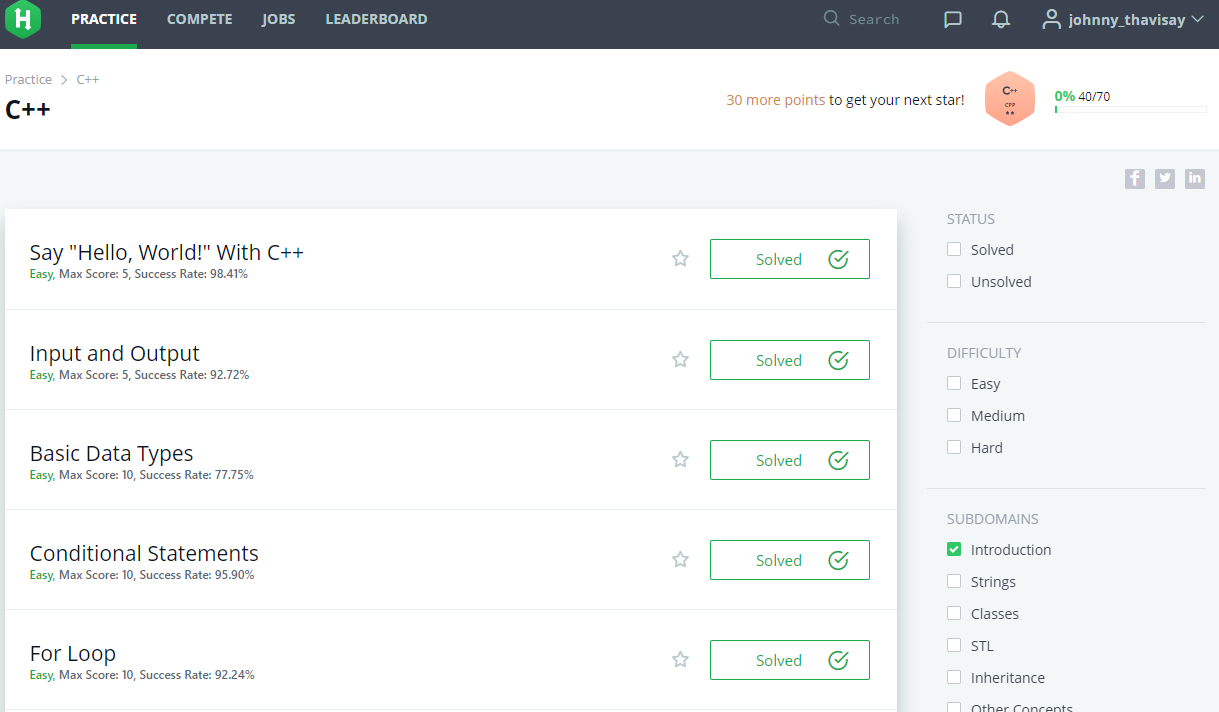 PRACTICE COMPETE JOBS LEADERBOARD Search johnny_thavisay
Practice > C++
C++
30 more points to get your next star!
C++
CPP
0% 40/70
STATUS
Say "Hello, World!" With C++
Easy, Max Score: 5, Success Rate: 98.41%
Solved
Solved
Unsolved
Input and Output
Easy, Max Score: 5, Success Rate: 92.72%
Solved
DIFFICULTY
Easy
Medium
Hard
Basic Data Types
Easy, Max Score: 10, Success Rate: 77.75%
Solved
SUBDOMAINS
Introduction
Strings
Classes
STL
Inheritance
Other Concepts
Conditional Statements
Easy, Max Score: 10, Success Rate: 95.90%
Solved
For Loop
Easy, Max Score: 10, Success Rate: 92.24%
Solved